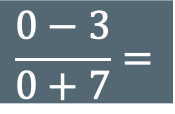 0 − 3
0 + 7 =